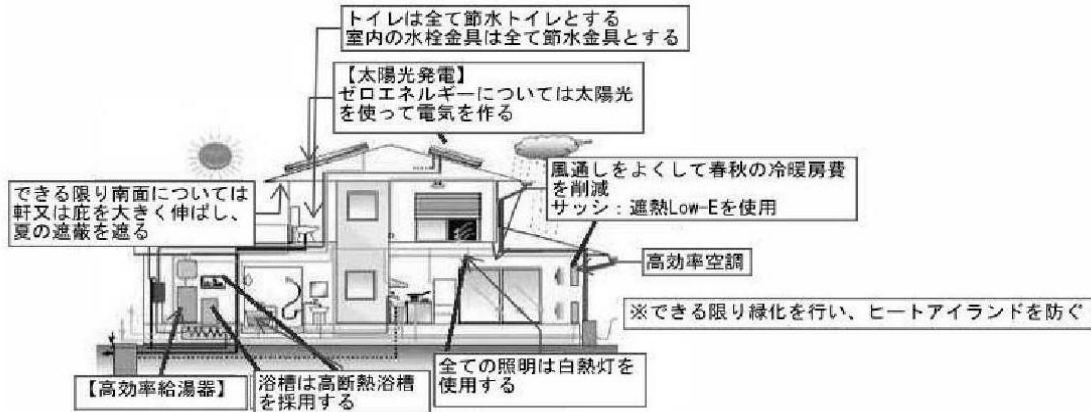 トイレは全て節水トイレとする
室内の水栓金具は全て節水金具とする
【太陽光発電】
ゼロエネルギーについては太陽光
を使って電気を作る
風通しをよくして春秋の冷暖房費
を削減
サッシ：遮熱Low-Eを使用
できる限り南面については
軒又は庇を大きく伸ばし、
夏の遮蔽を遮る
高効率空調
※できる限り緑化を行い、ヒートアイランドを防ぐ
【高効率給湯器】
浴槽は高断熱浴槽
を採用する
全ての照明は白熱灯を
使用する